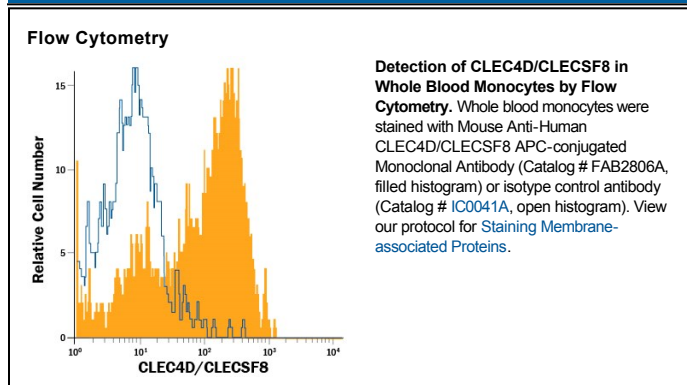 Flow Cytometry
15
10
5
0
Relative Cell Number
10⁰ 10¹ 10² 10³ 10⁴
CLEC4D/CLECSF8
Detection of CLEC4D/CLECSF8 in
Whole Blood Monocytes by Flow
Cytometry. Whole blood monocytes were
stained with Mouse Anti-Human
CLEC4D/CLECSF8 APC-conjugated
Monoclonal Antibody (Catalog # FAB2806A,
filled histogram) or isotype control antibody
(Catalog # IC0041A, open histogram). View
our protocol for Staining Membrane-
associated Proteins.